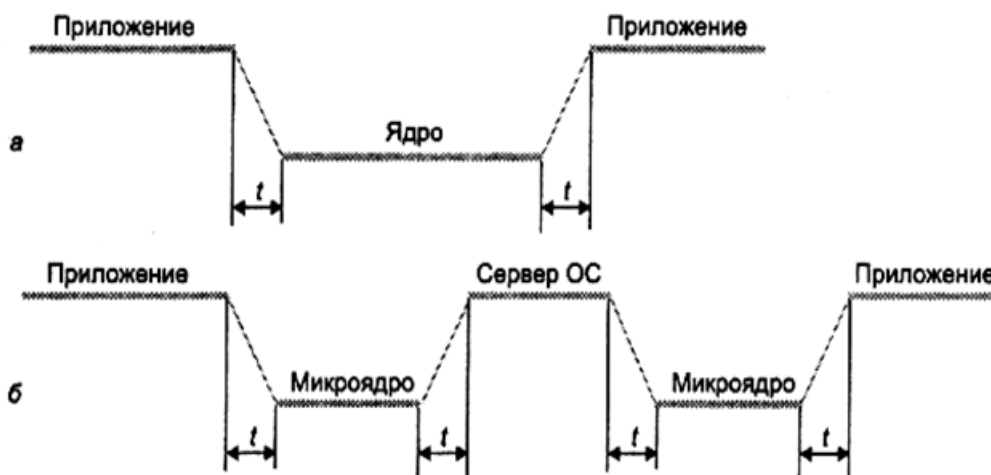 Приложение Приложение
Ядро
а
t t
Приложение Сервер ОС Приложение
Микроядро Микроядро
б
t t t t